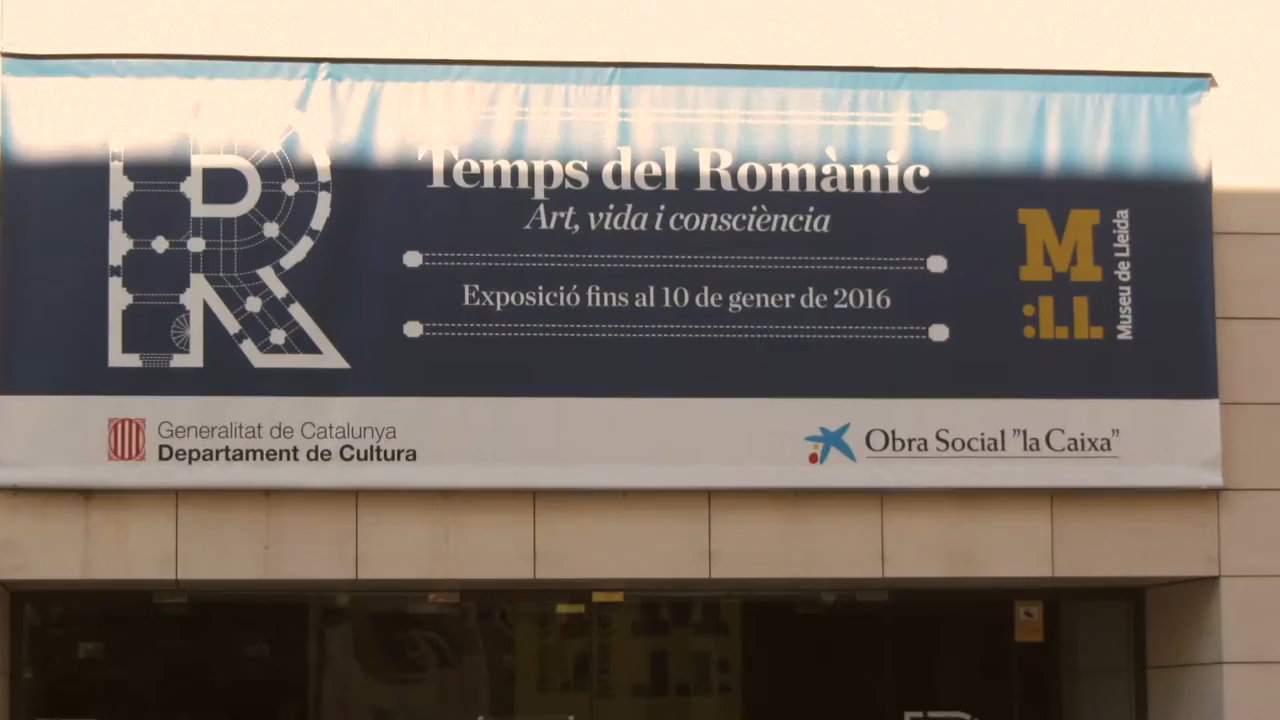 R
Temps del Romànic
Art, vida i consciència
Exposició fins al 10 de gener de 2016
M
:LL
Museu de Lleida
Generalitat de Catalunya
Departament de Cultura
Obra Social "la Caixa"